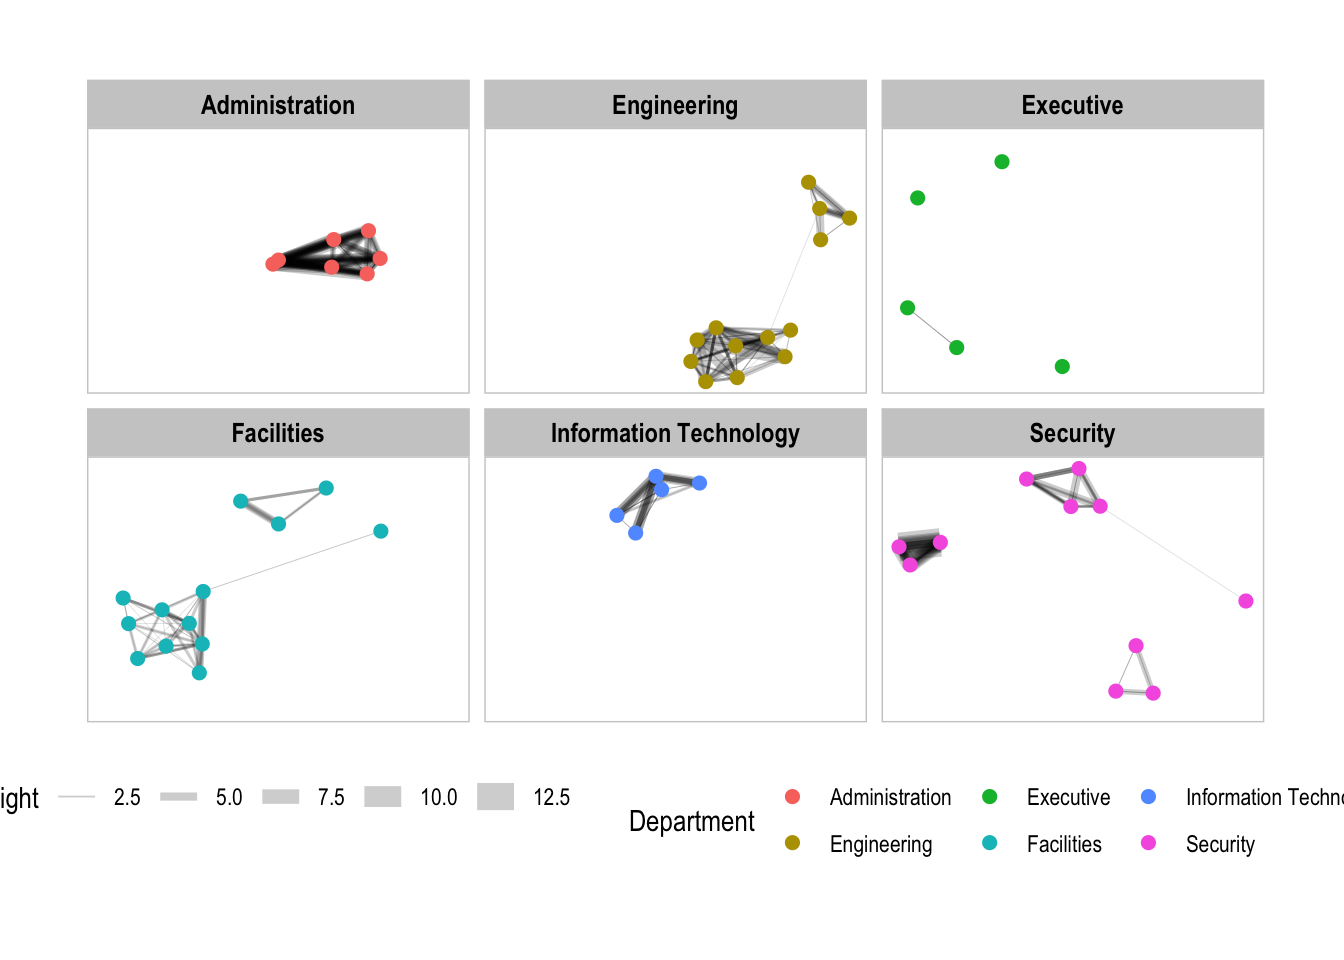 Administration
Engineering
Executive
Facilities
Information Technology
Security
2.5 5.0 7.5 10.0 12.5
Department
Administration Executive Information
Engineering Facilities Security